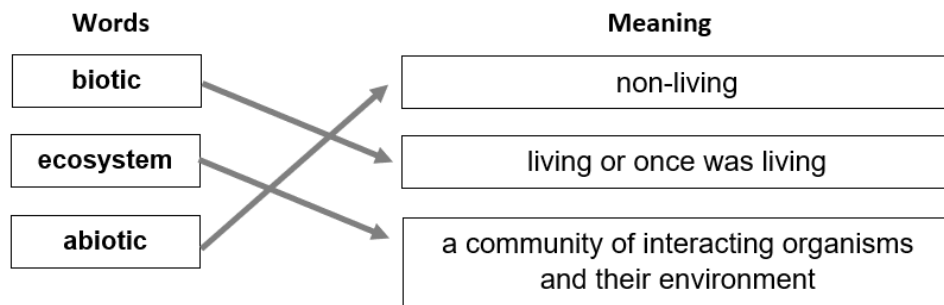 Words
Meaning
biotic
non-living
ecosystem
living or once was living
abiotic
a community of interacting organisms
and their environment